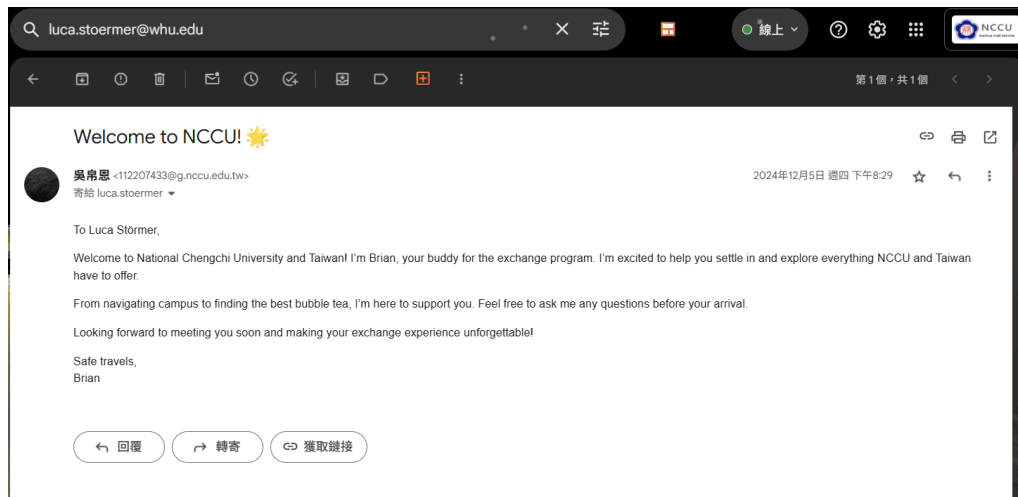 luca.stoermer@whu.edu
線上
NCCU
第 1 個，共 1 個
Welcome to NCCU! 🌟
吳帛恩 <112207433@g.nccu.edu.tw>
2024年12月5日 週四 下午8:29
寄給 luca.stoermer
To Luca Störmer,
Welcome to National Chengchi University and Taiwan! I'm Brian, your buddy for the exchange program. I'm excited to help you settle in and explore everything NCCU and Taiwan
have to offer.
From navigating campus to finding the best bubble tea, I'm here to support you. Feel free to ask me any questions before your arrival.
Looking forward to meeting you soon and making your exchange experience unforgettable!
Safe travels,
Brian
回覆
轉寄
獲取鏈接